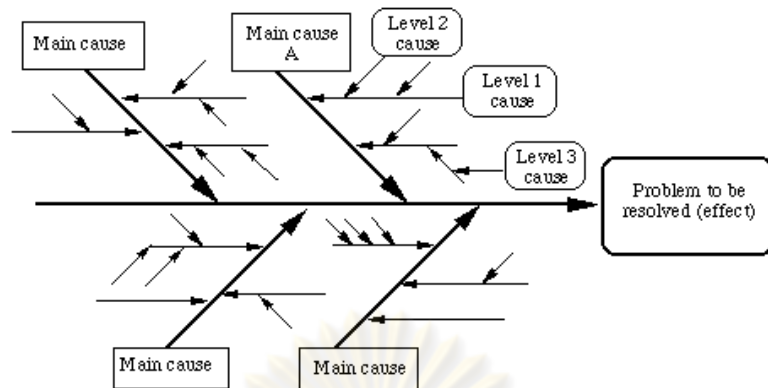 Main cause
Main cause
A
Level 2
cause
Level 1
cause
Level 3
cause
Problem to be
resolved (effect)
Main cause
Main cause